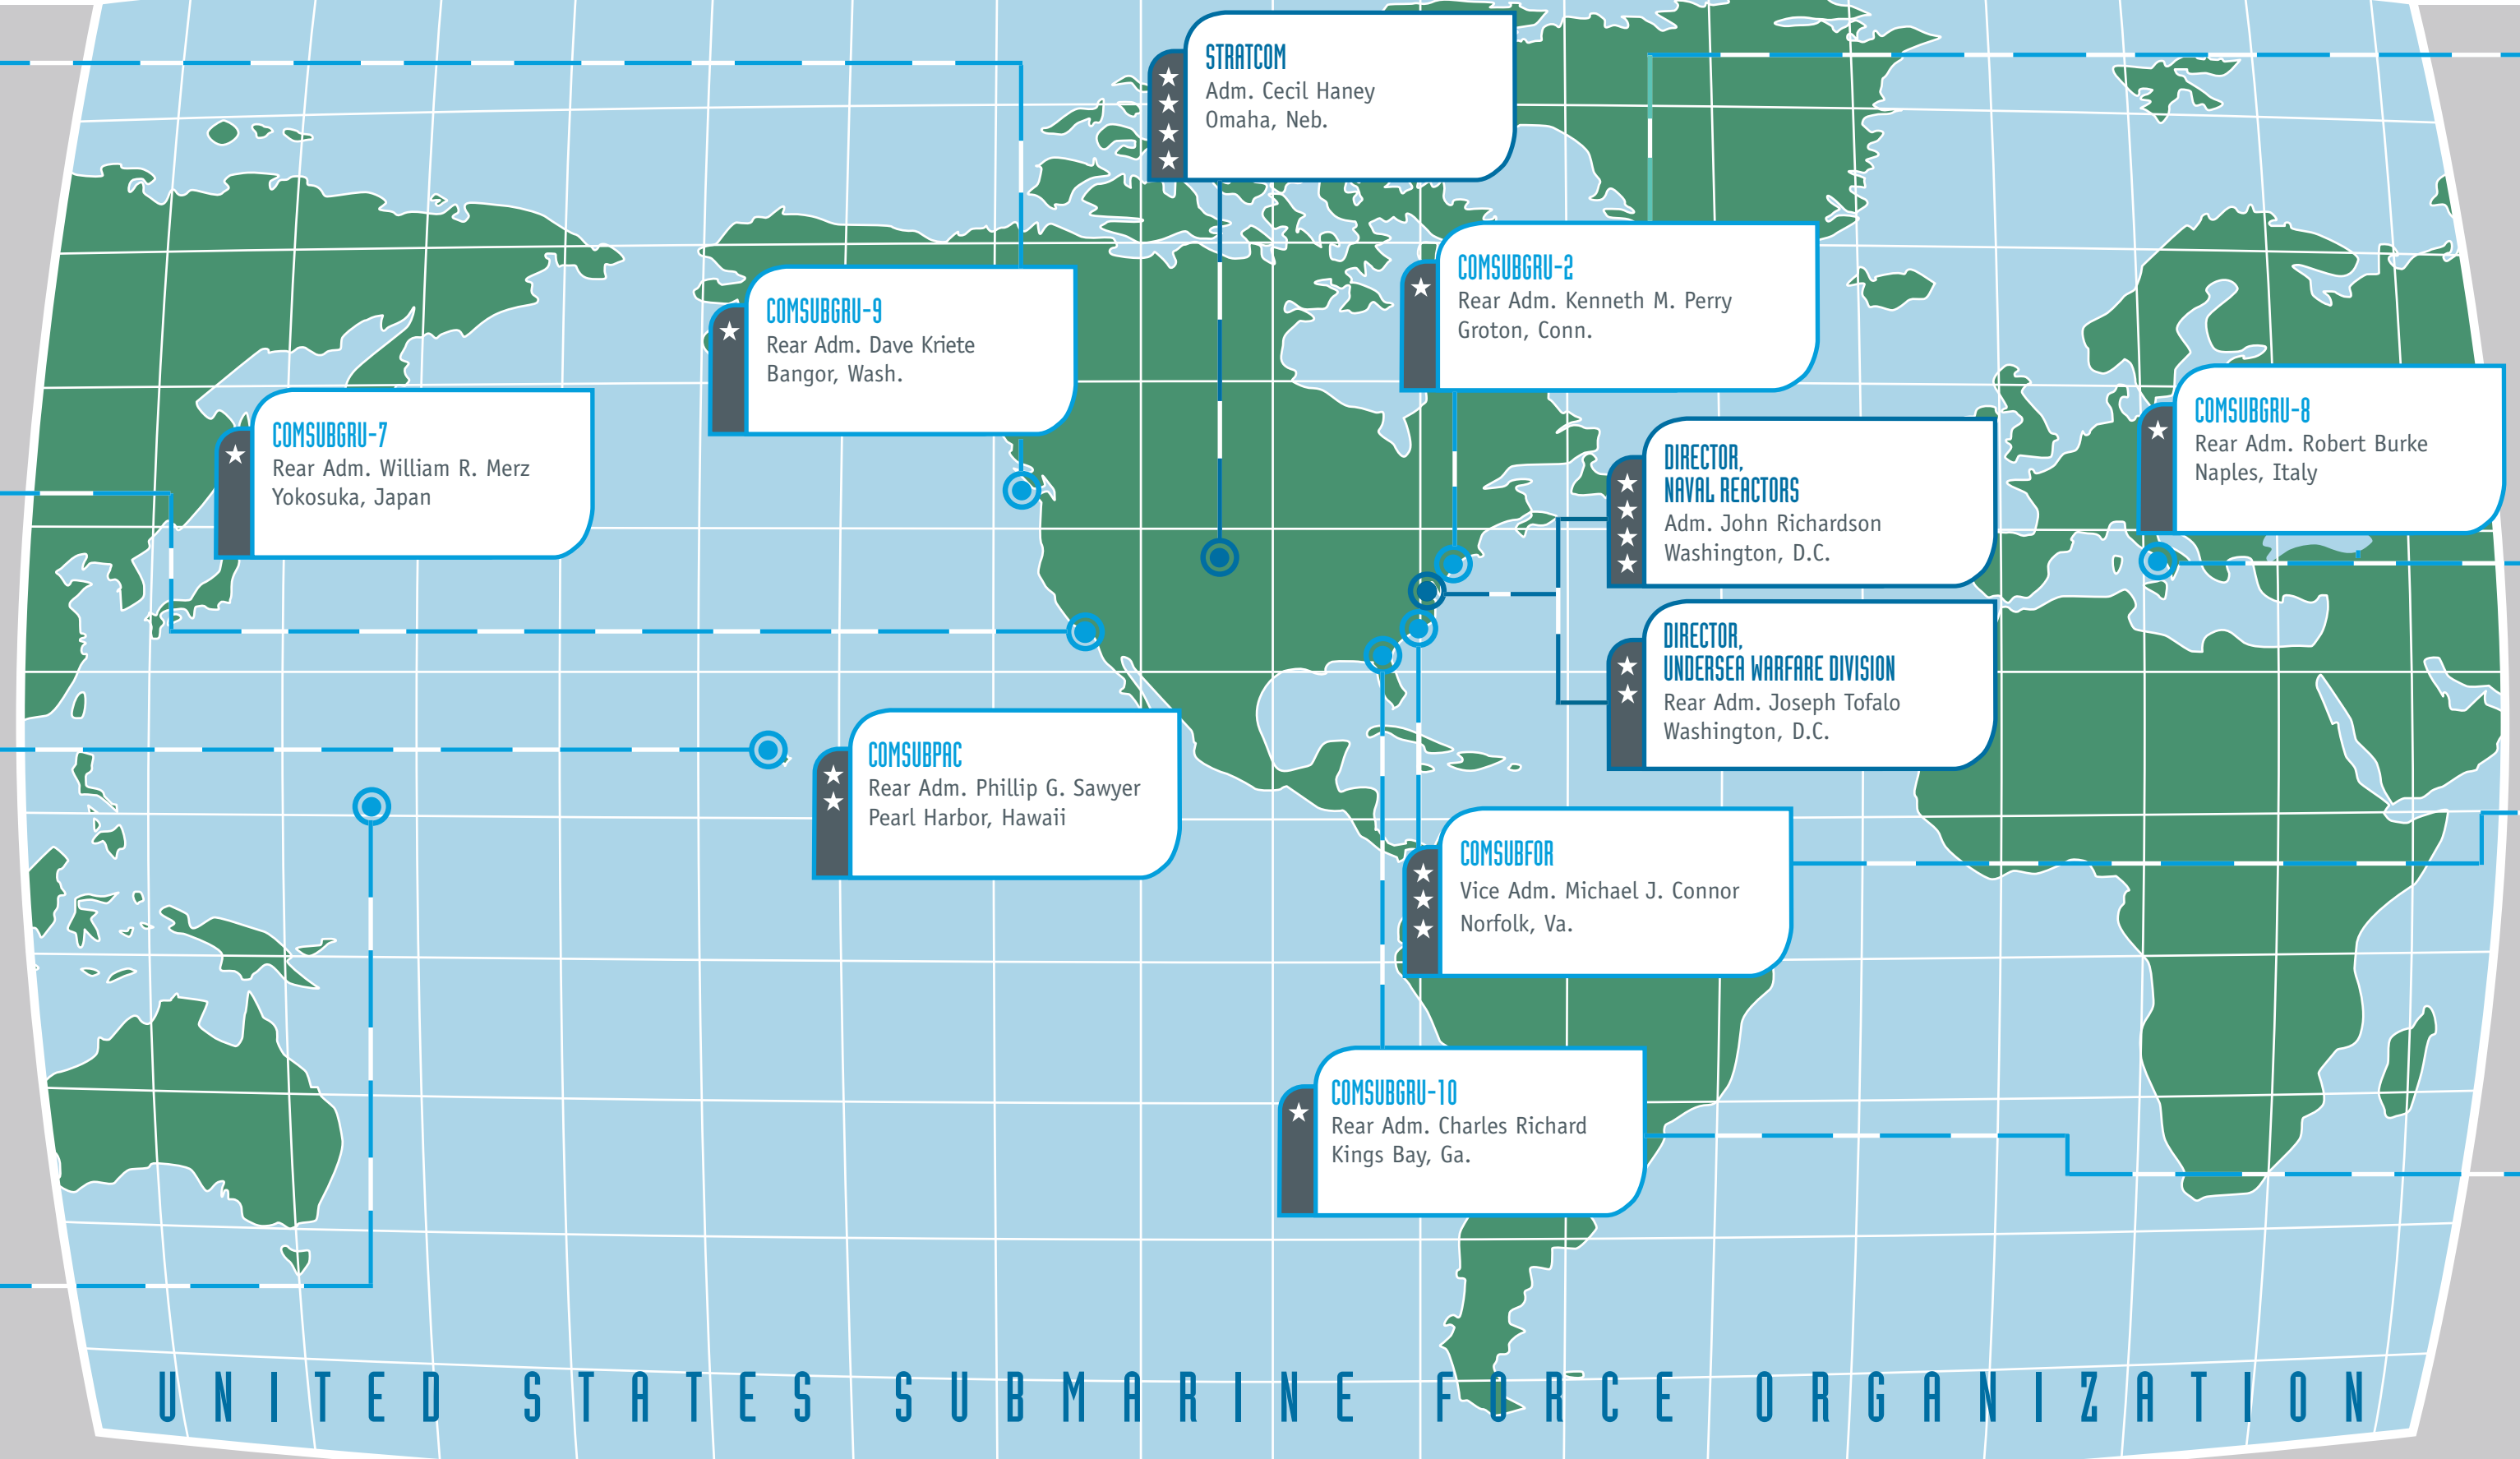 STRATCOM
Adm. Cecil Haney
Omaha, Neb.
COMSUBGRU-2
Rear Adm. Kenneth M. Perry
Groton, Conn.
COMSUBGRU-9
Rear Adm. Dave Kriete
Bangor, Wash.
COMSUBGRU-7
Rear Adm. William R. Merz
Yokosuka, Japan
DIRECTOR,
NAVAL REACTORS
Adm. John Richardson
Washington, D.C.
COMSUBGRU-8
Rear Adm. Robert Burke
Naples, Italy
DIRECTOR,
UNDERSEA WARFARE DIVISION
Rear Adm. Joseph Tofalo
Washington, D.C.
COMSUBPAC
Rear Adm. Phillip G. Sawyer
Pearl Harbor, Hawaii
COMSUBFOR
Vice Adm. Michael J. Connor
Norfolk, Va.
COMSUBGRU-10
Rear Adm. Charles Richard
Kings Bay, Ga.
UNITED STATES SUBMARINE FORCE ORGANIZATION